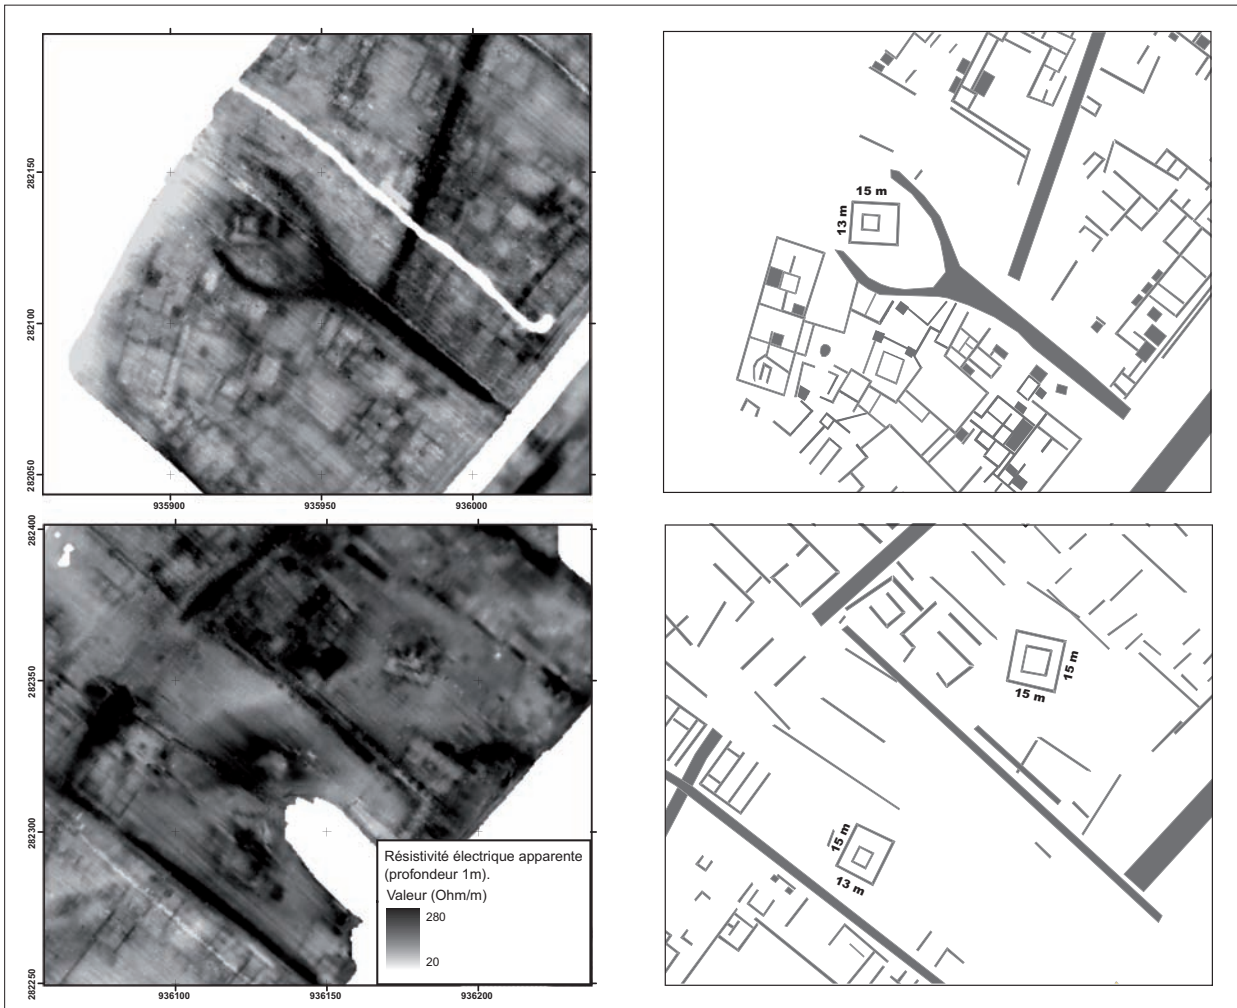 282150
282100
282050
935900
935950
936000
15 m
13 m
282400
282350
282300
282250
936100
936150
936200
Résistivité électrique apparente
(profondeur 1m).
Valeur (Ohm/m)
280
20
15 m
15 m
15 m
13 m